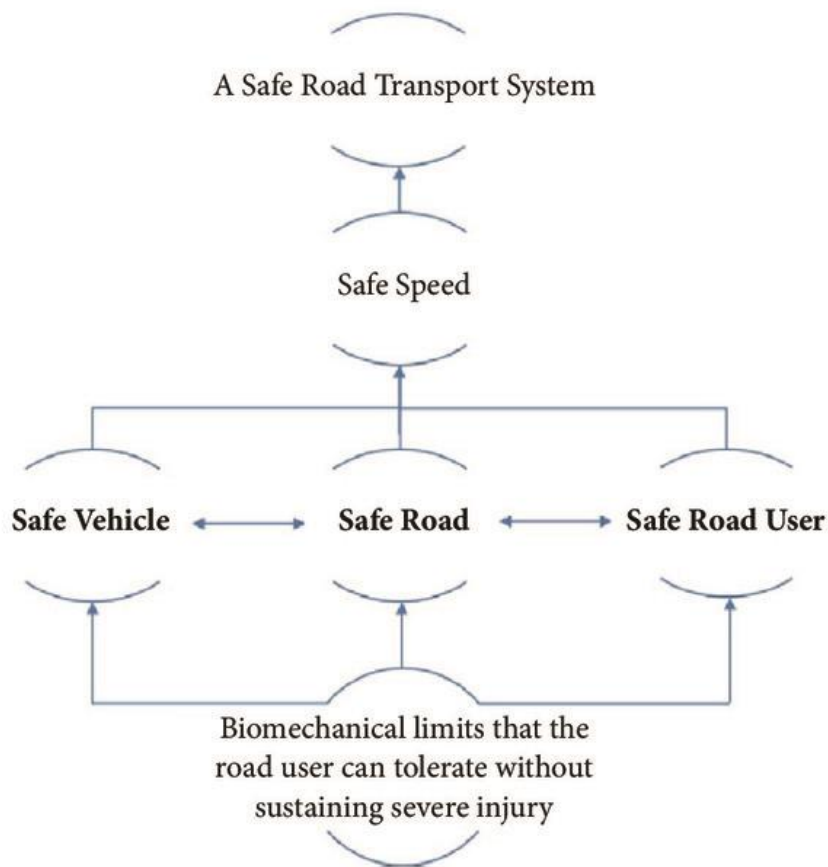 A Safe Road Transport System
Safe Speed
Safe Vehicle
Safe Road
Safe Road User
Biomechanical limits that the
road user can tolerate without
sustaining severe injury